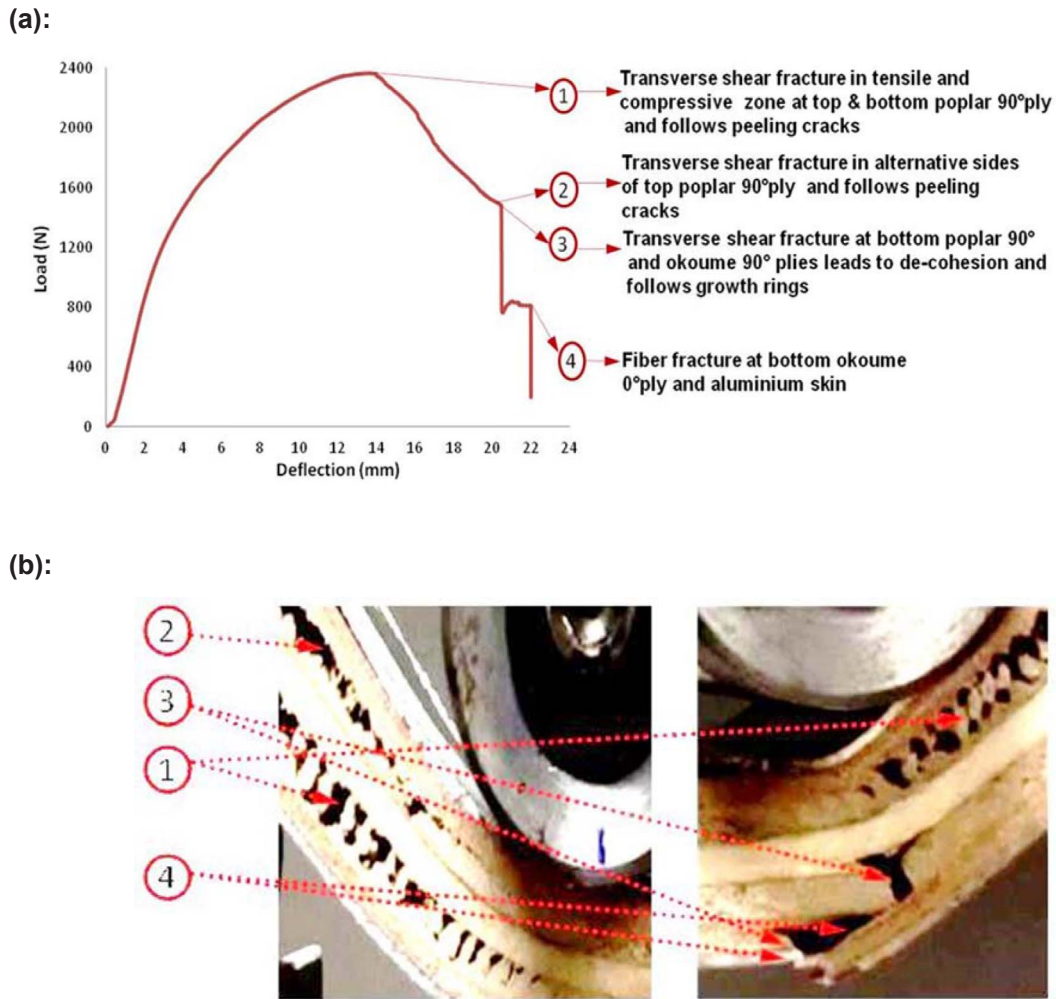 (a):
2400
2000
1600
1200
800
400
0
Load (N)
0 2 4 6 8 10 12 14 16 18 20 22 24
Deflection (mm)
1
Transverse shear fracture in tensile and
compressive zone at top & bottom poplar 90°ply
and follows peeling cracks
2
Transverse shear fracture in alternative sides
of top poplar 90°ply and follows peeling
cracks
3
Transverse shear fracture at bottom poplar 90°
and okoume 90° plies leads to de-cohesion and
follows growth rings
4
Fiber fracture at bottom okoume
0°ply and aluminium skin
(b):
2
3
1
4